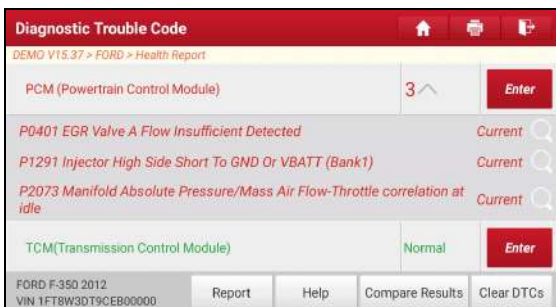 Diagnostic Trouble Code
DEMO V15.37 > FORD > Health Report
PCM (Powertrain Control Module) 3 Enter
P0401 EGR Valve A Flow Insufficient Detected Current
P1291 Injector High Side Short To GND Or VBATT (Bank1) Current
P2073 Manifold Absolute Pressure/Mass Air Flow-Throttle correlation at
idle Current
TCM(Transmission Control Module) Normal Enter
FORD F-350 2012
VIN 1FT8W3DT9CEB00000
Report Help Compare Results Clear DTCs